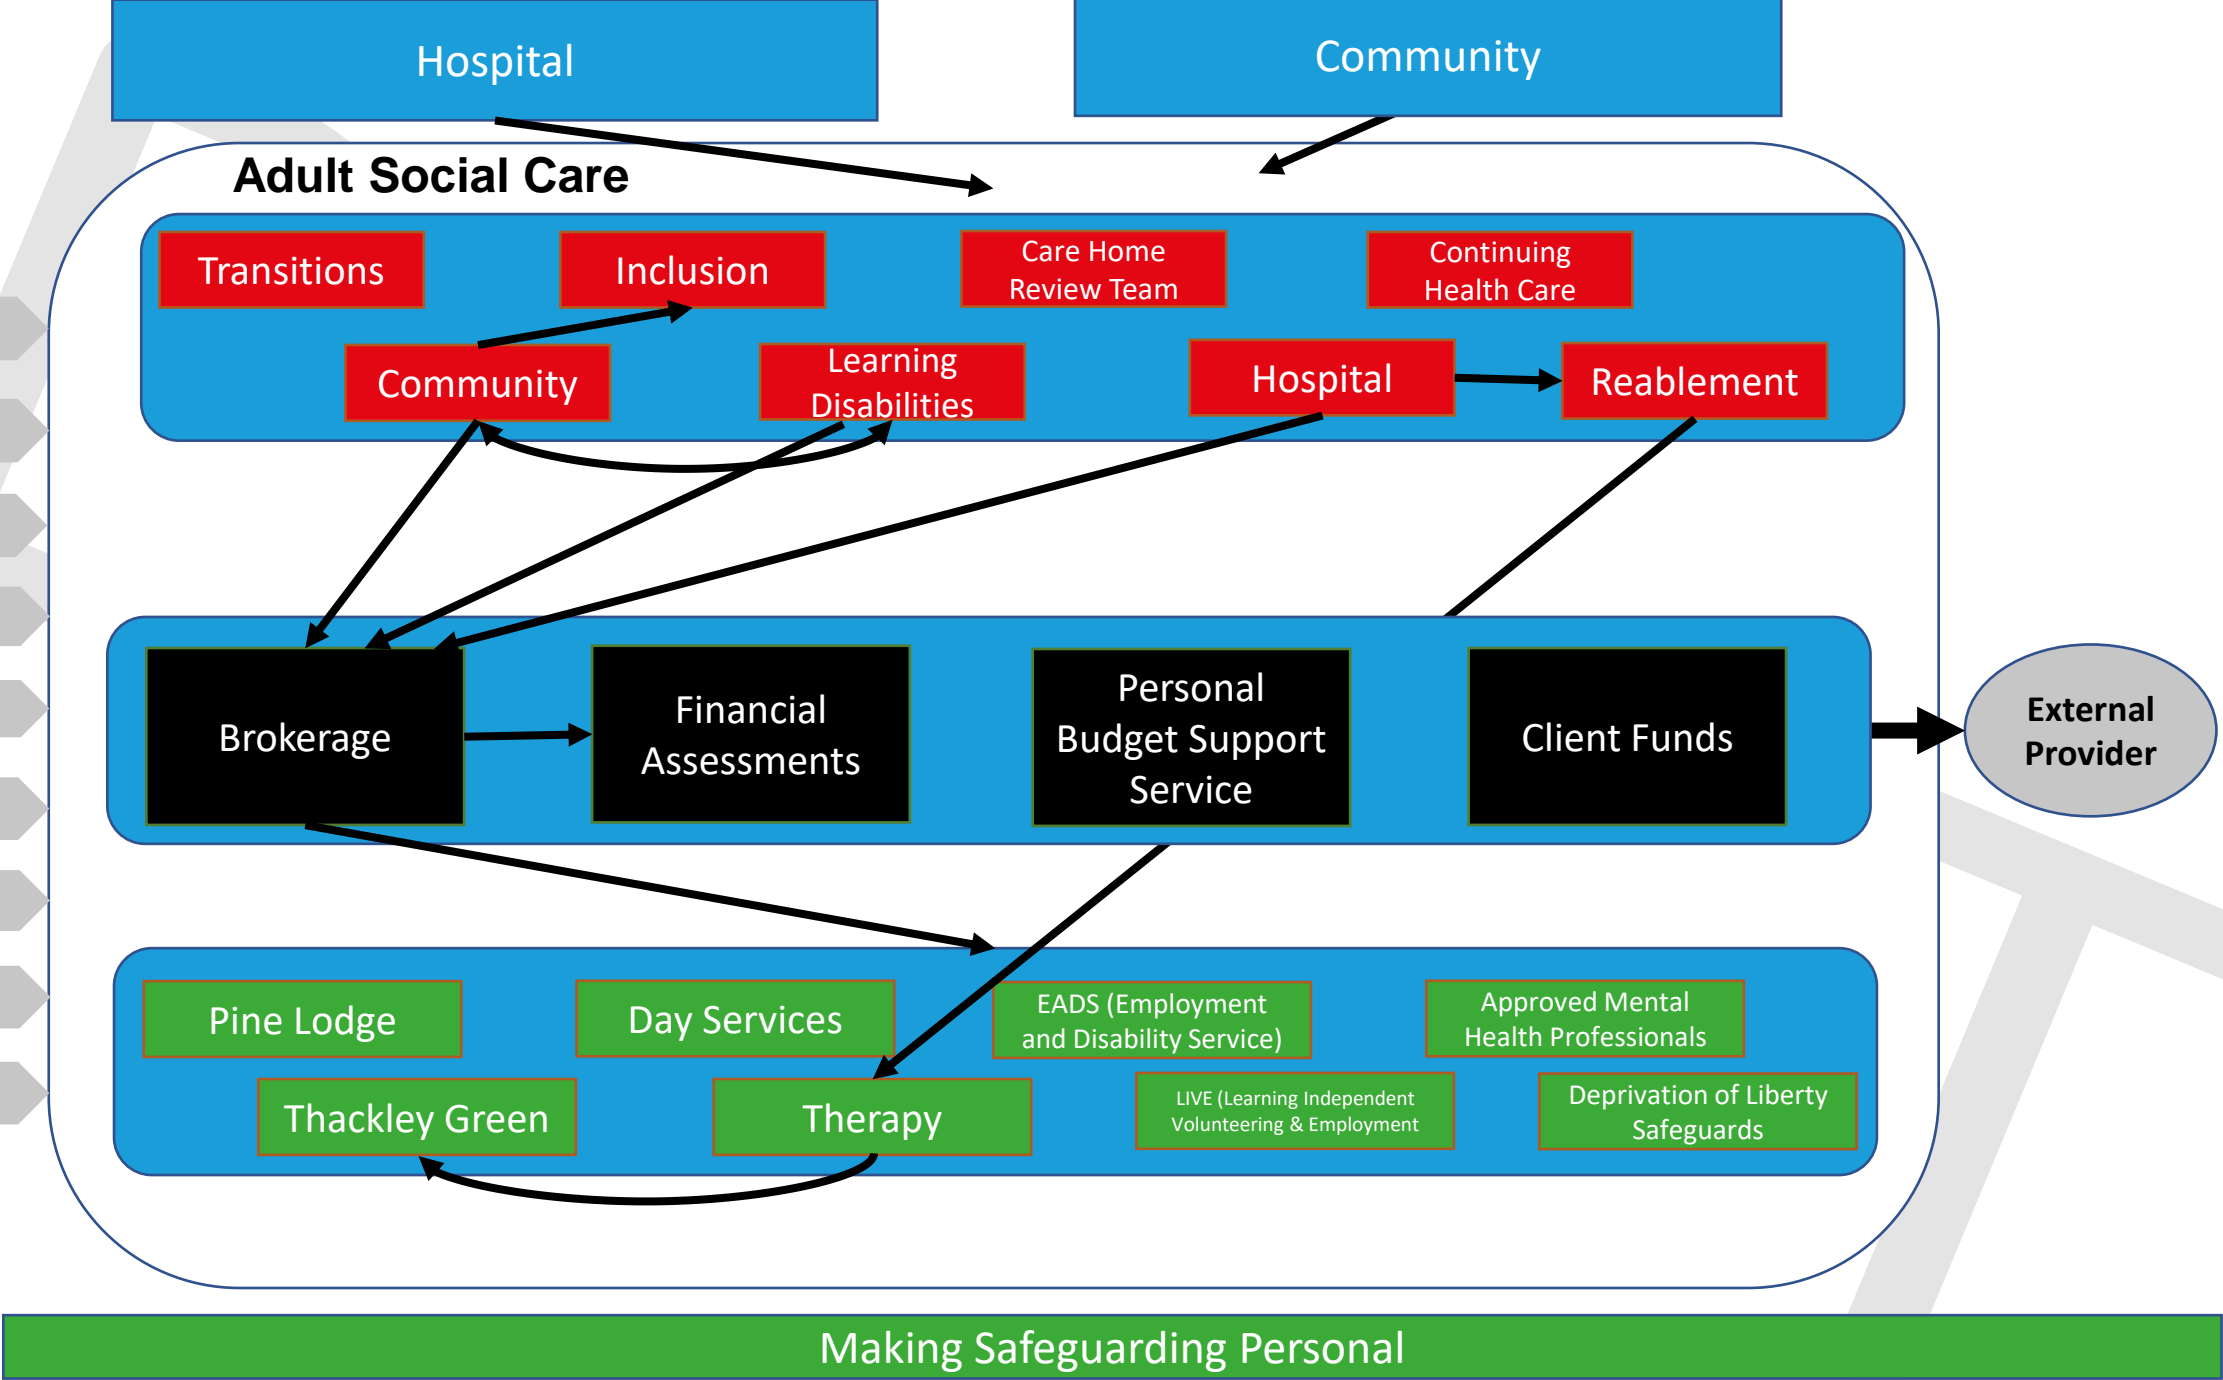 Hospital
Community
Adult Social Care
Transitions
Inclusion
Care Home
Review Team
Continuing
Health Care
Community
Learning
Disabilities
Hospital
Reablement
Brokerage
Financial
Assessments
Personal
Budget Support
Service
Client Funds
External
Provider
Pine Lodge
Day Services
EADS (Employment
and Disability Service)
Approved Mental
Health Professionals
Thackley Green
Therapy
LIVE (Learning Independent
Volunteering & Employment
Deprivation of Liberty
Safeguards
Making Safeguarding Personal